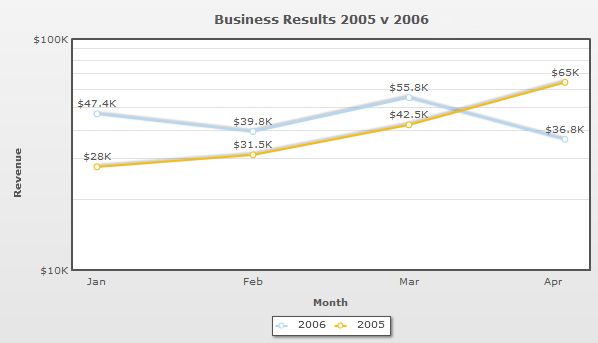 Business Results 2005 v 2006
$100K
$65K
$55.8K
$47.4K
$42.5K
$39.8K
$36.8K
$31.5K
$28K
Revenue
$10K
Jan Feb Mar Apr
Month
2006 2005